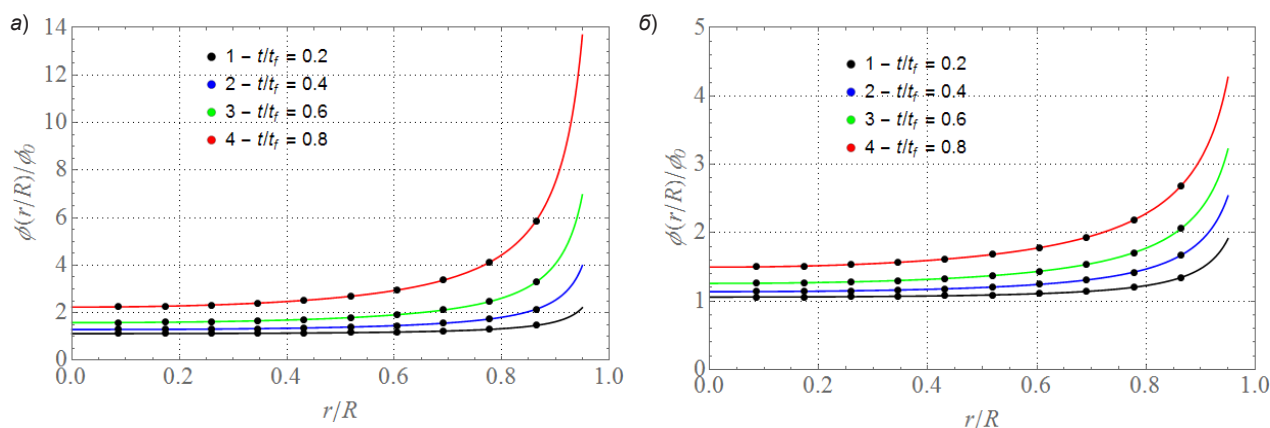 а)
14
12
10
8
6
4
2
0
ϕ(r/R)/ϕ0
1 – t/tf = 0.2
2 – t/tf = 0.4
3 – t/tf = 0.6
4 – t/tf = 0.8
0.0 0.2 0.4 0.6 0.8 1.0
r/R
б)
5
4
3
2
1
0
ϕ(r/R)/ϕ0
1 – t/tf = 0.2
2 – t/tf = 0.4
3 – t/tf = 0.6
4 – t/tf = 0.8
0.0 0.2 0.4 0.6 0.8 1.0
r/R